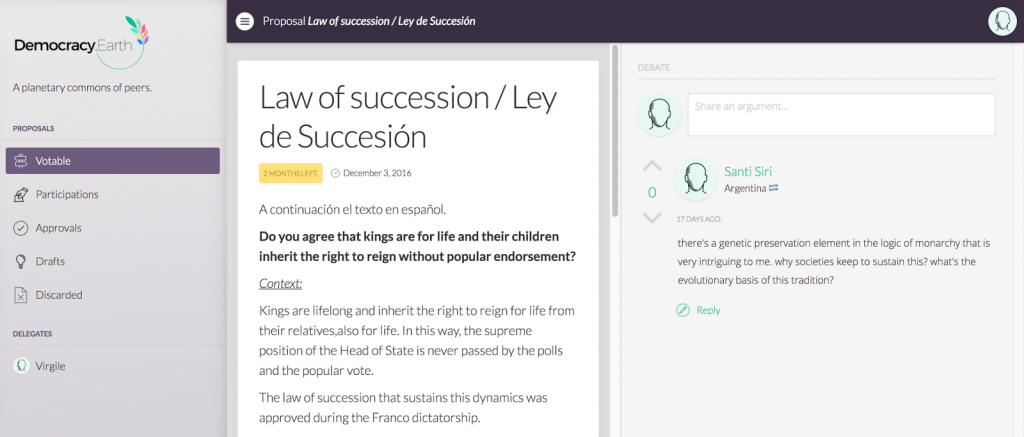 Democracy.Earth
A planetary commons of peers.
PROPOSALS
Votable
Participations
Approvals
Drafts
Discarded
DELEGATES
Virgile
Proposal Law of succession / Ley de Succesión
Law of succession / Ley
de Succesión
2 MONTHS LEFT.
December 3, 2016
A continuación el texto en español.
Do you agree that kings are for life and their children
inherit the right to reign without popular endorsement?
Context:
Kings are lifelong and inherit the right to reign for life from
their relatives,also for life. In this way, the supreme
position of the Head of State is never passed by the polls
and the popular vote.
The law of succession that sustains this dynamics was
approved during the Franco dictatorship.
DEBATE
Share an argument...
0
Santi Siri
Argentina
17 DAYS AGO.
there's a genetic preservation element in the logic of monarchy that is
very intriguing to me. why societies keep to sustain this? what's the
evolutionary basis of this tradition?
Reply